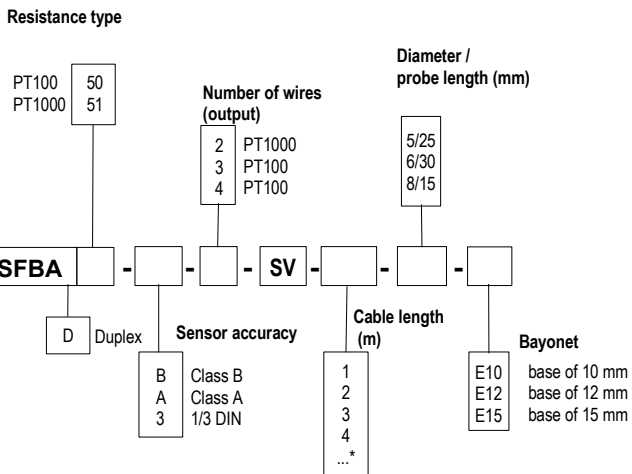 Resistance type
PT100 50
PT1000 51
Number of wires
(output)
2 PT1000
3 PT100
4 PT100
Diameter /
probe length (mm)
5/25
6/30
8/15
SFBA - - - SV - - -
D Duplex
Sensor accuracy
B Class B
A Class A
3 1/3 DIN
Cable length
(m)
1
2
3
4
...*
Bayonet
E10 base of 10 mm
E12 base of 12 mm
E15 base of 15 mm